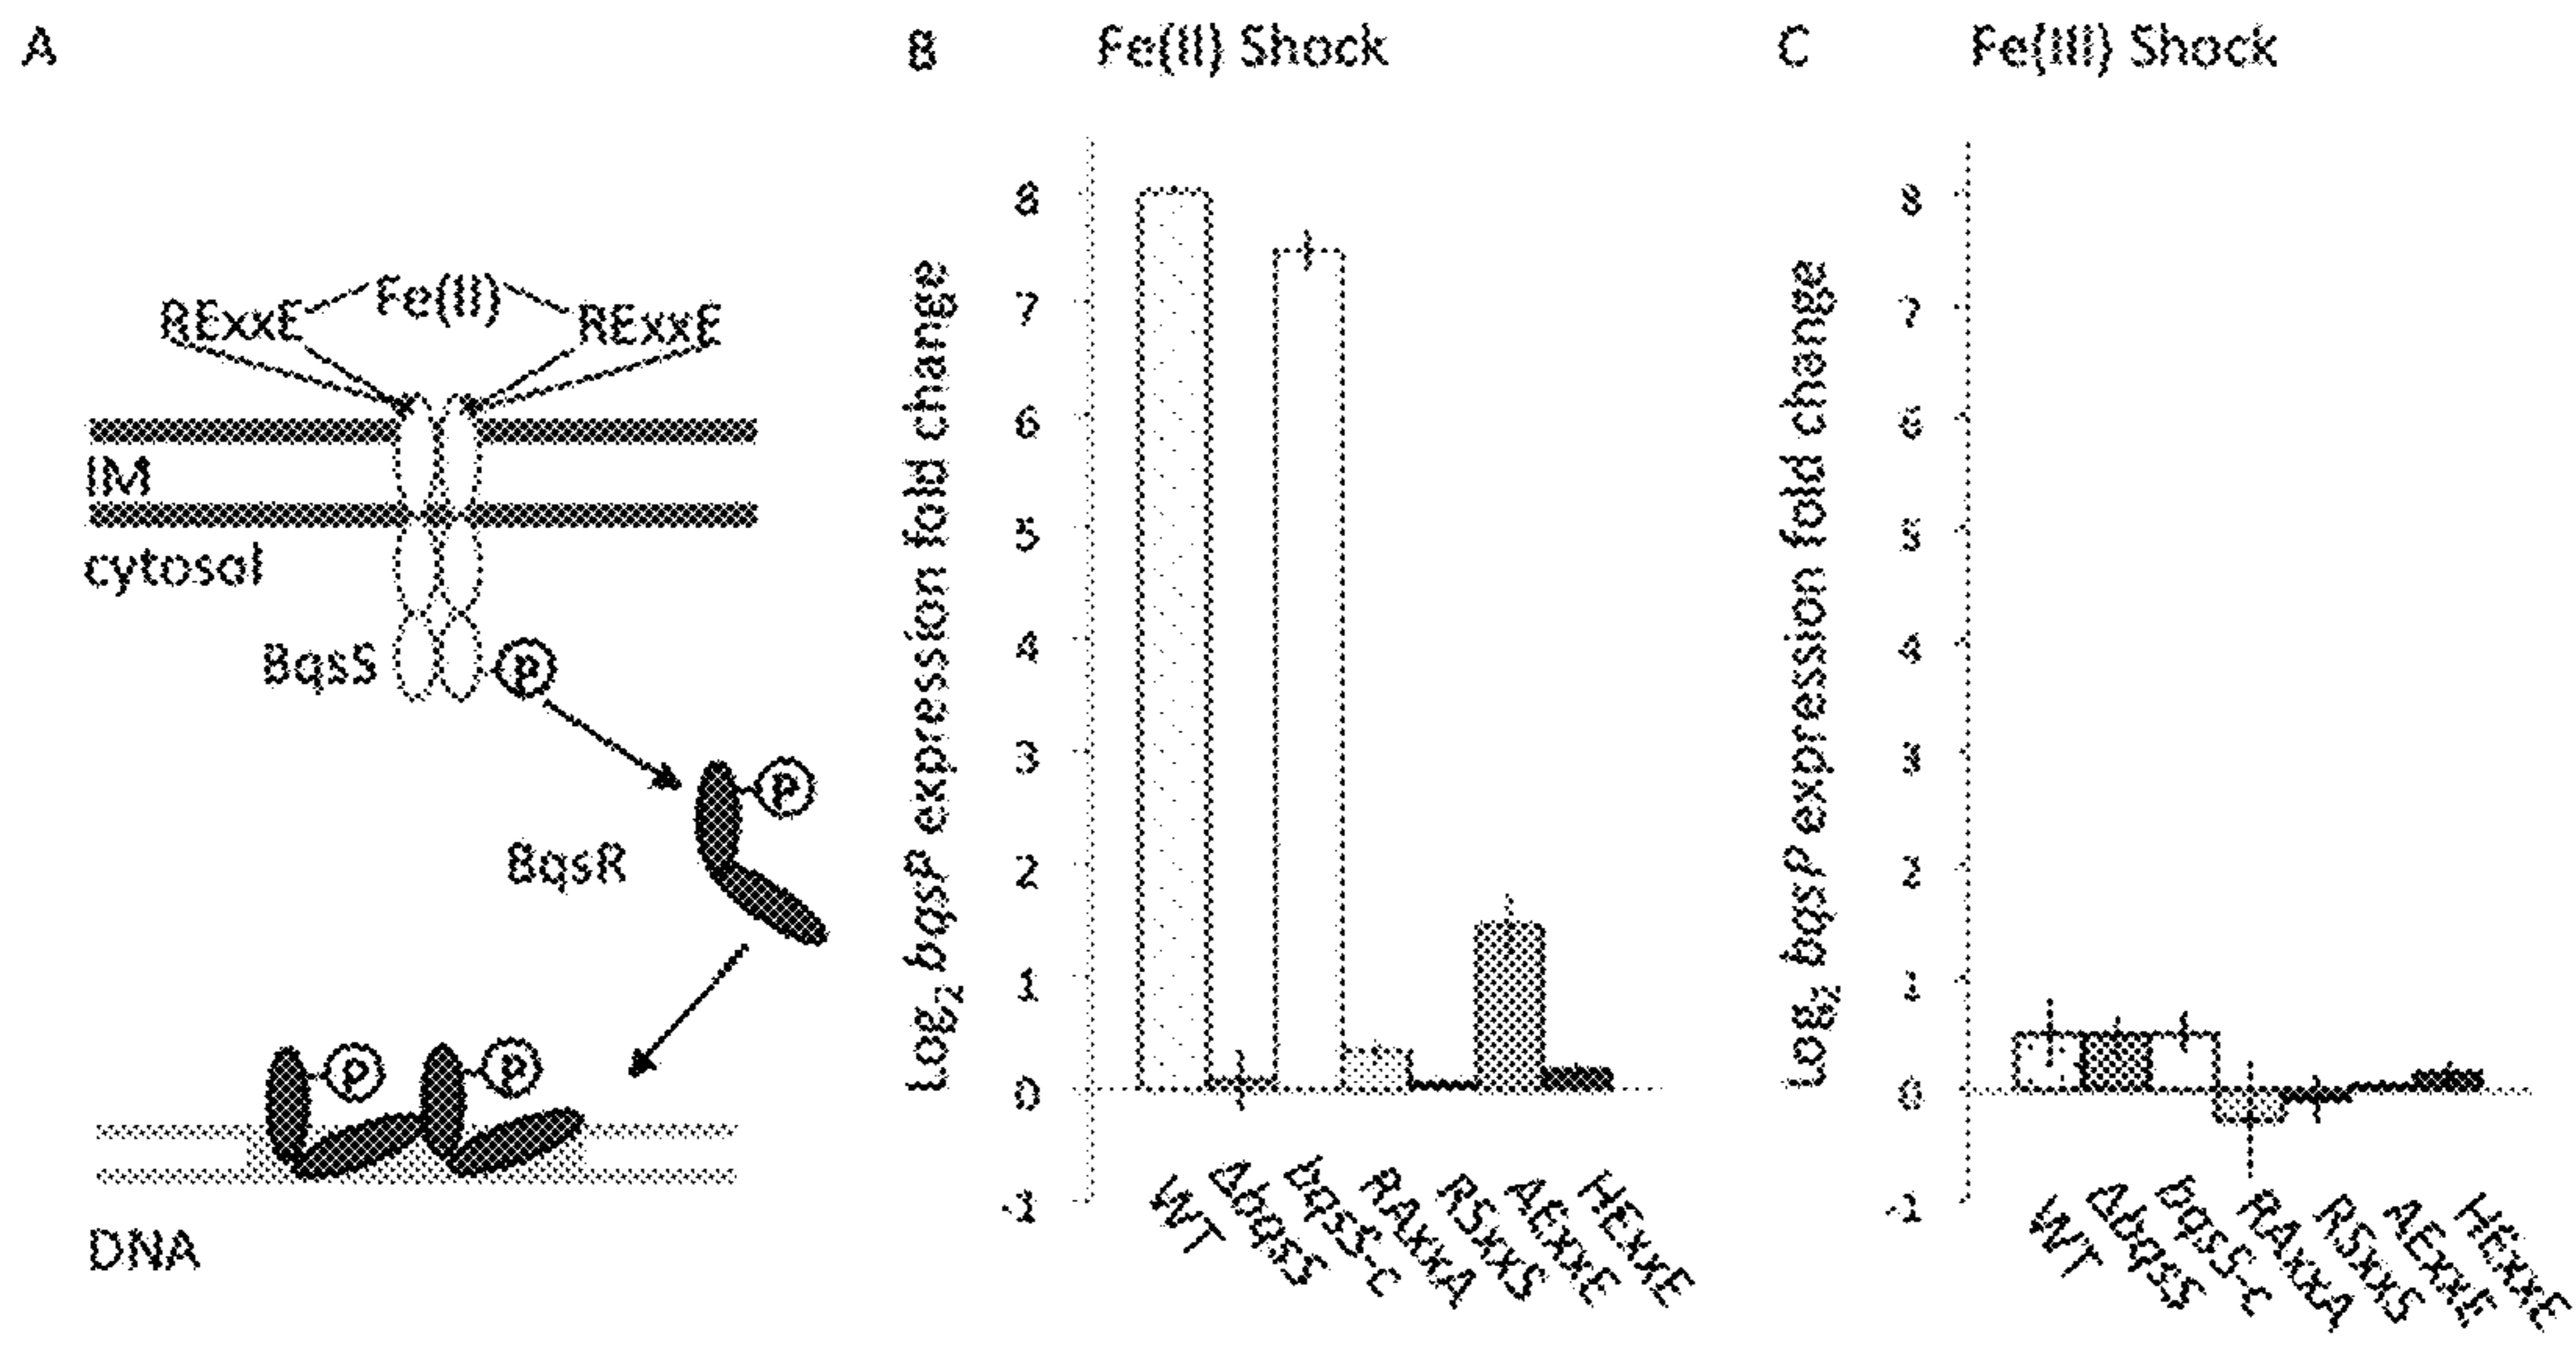 A
RExxE
Fe(II)
RExxE
IM
cytosol
BqsS
P
P
BqsR
P
P
DNA
B Fe(II) Shock
Log2 bqsP expression fold change
8
7
6
5
4
3
2
1
0
-1
WT
ΔbqsS
bqsS-c
RAxxA
RSxxS
AExxE
HExxE
C Fe(III) Shock
Log2 bqsP expression fold change
8
7
6
5
4
3
2
1
0
-1
WT
ΔbqsS
bqsS-c
RAxxA
RSxxS
AExxE
HExxE